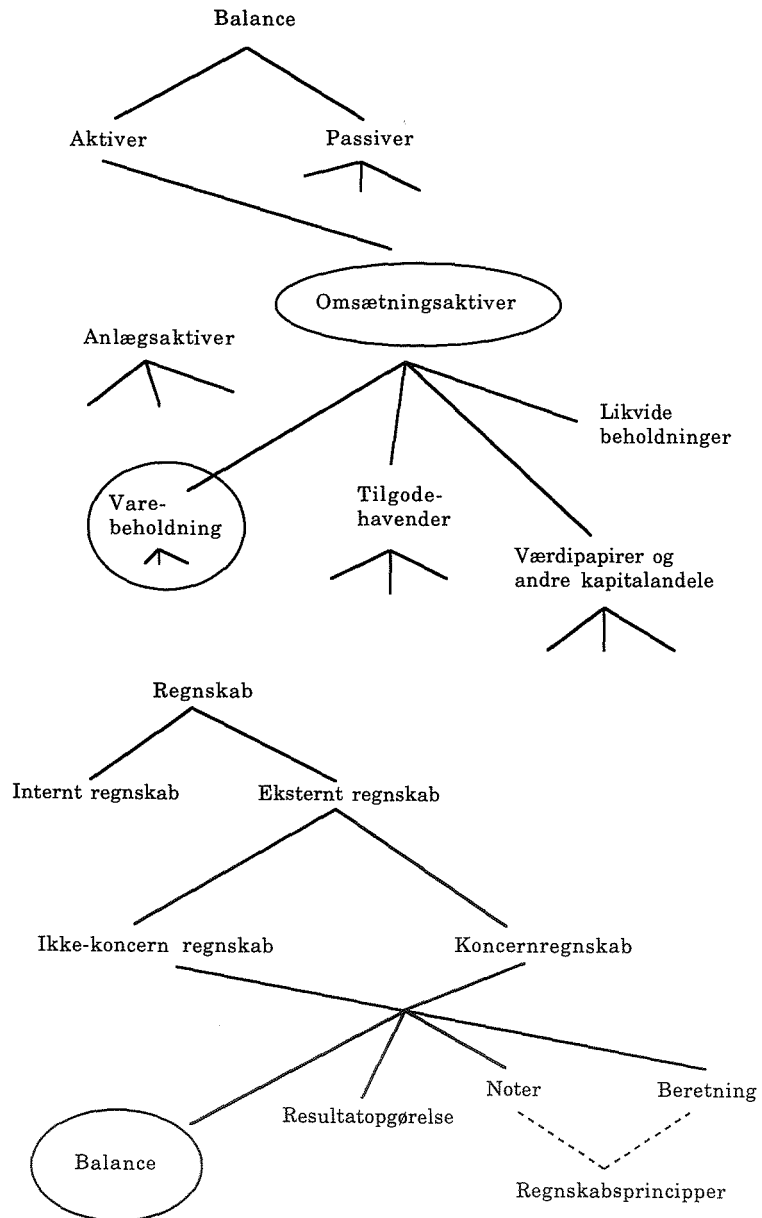 Balance
Aktiver
Passiver
Omsætningsaktiver
Anlægsaktiver
Likvide
beholdninger
Vare-
beholdning
Tilgode-
havender
Værdipapirer og
andre kapitalandele
Regnskab
Internt regnskab
Eksternt regnskab
Ikke-koncern regnskab
Koncernregnskab
Noter
Beretning
Resultatopgørelse
Balance
Regnskabsprincipper